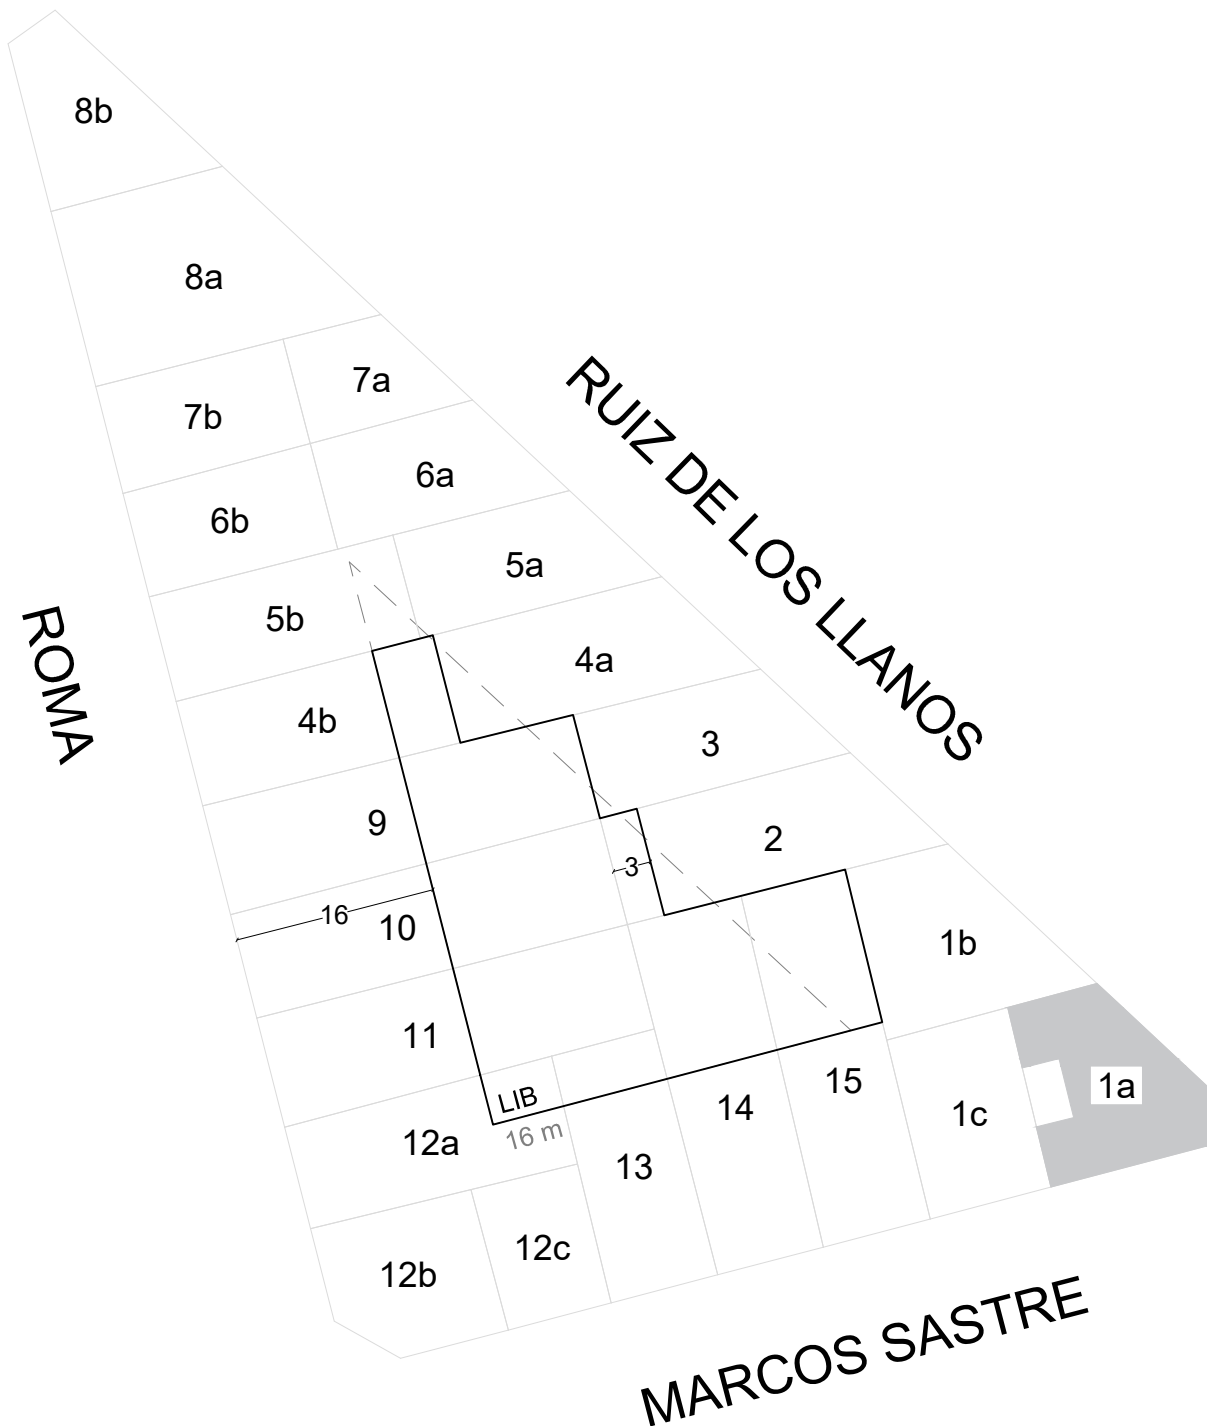 8b
8a
7a
7b
6a
6b
5a
5b
4a
4b
3
9
2
3
16
10
1b
11
1a
15
LIB
14
1c
16 m
12a
13
12c
12b
RUIZ DE LOS LLANOS
ROMA
MARCOS SASTRE